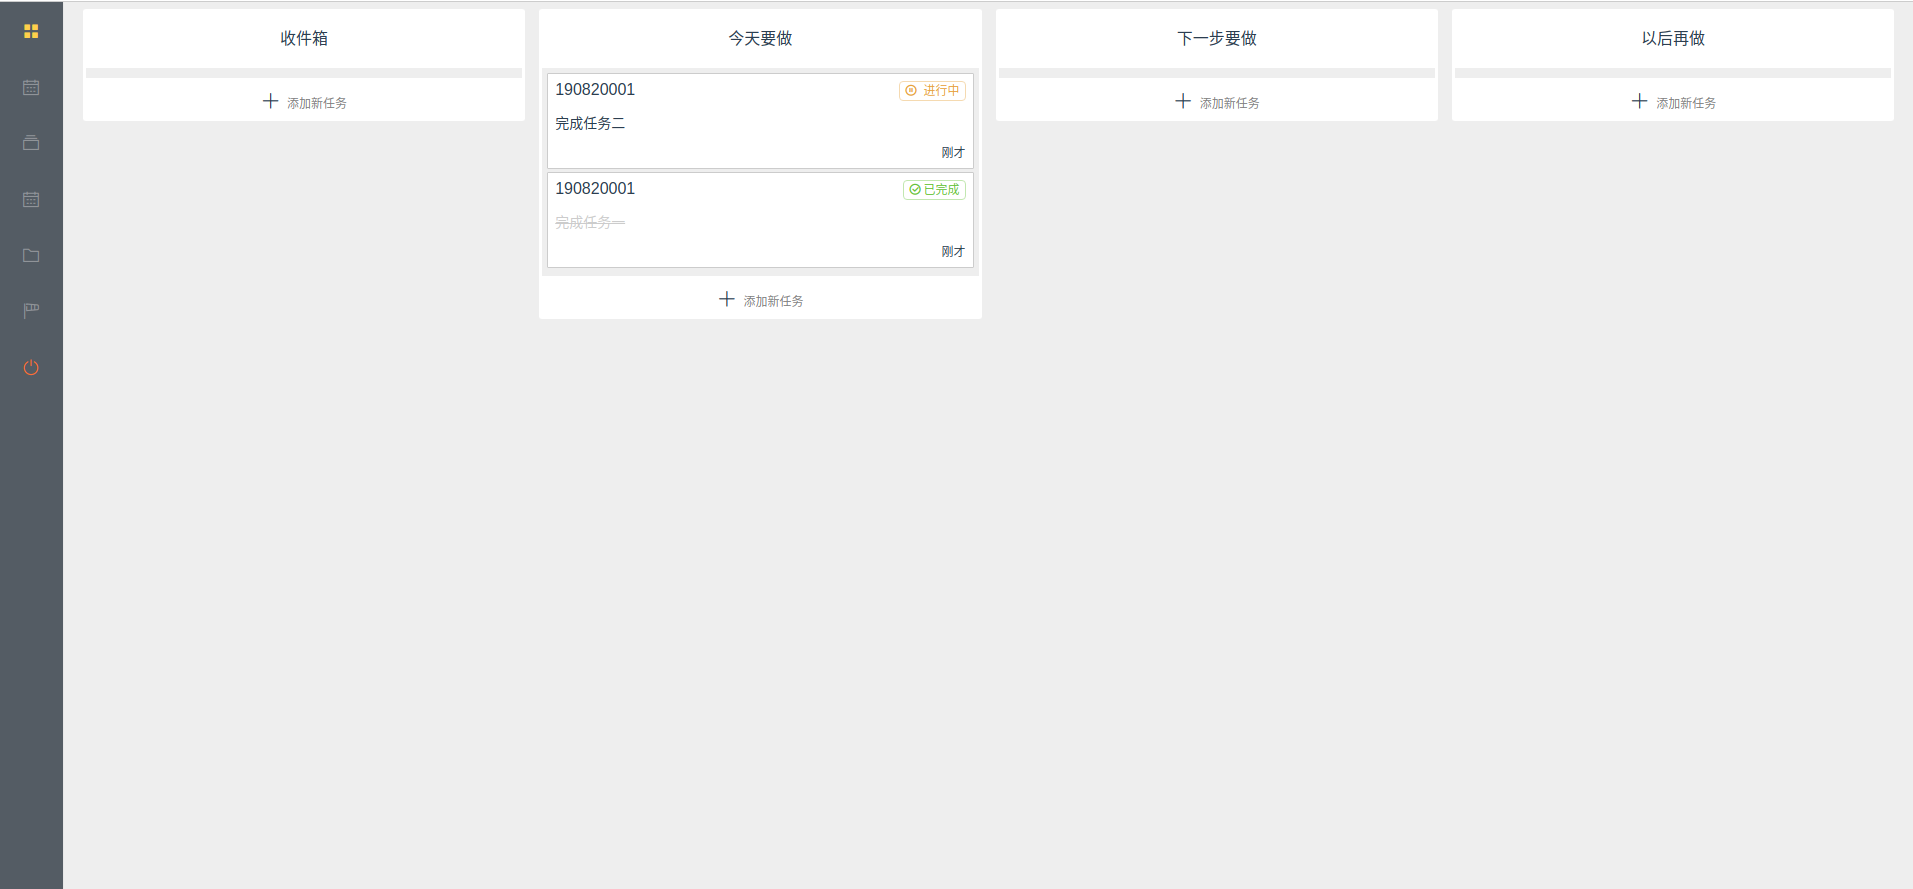 收件箱
添加新任务
今天要做
190820001
进行中
完成任务二
刚才
190820001
已完成
完成任务一
刚才
添加新任务
下一步要做
添加新任务
以后再做
添加新任务